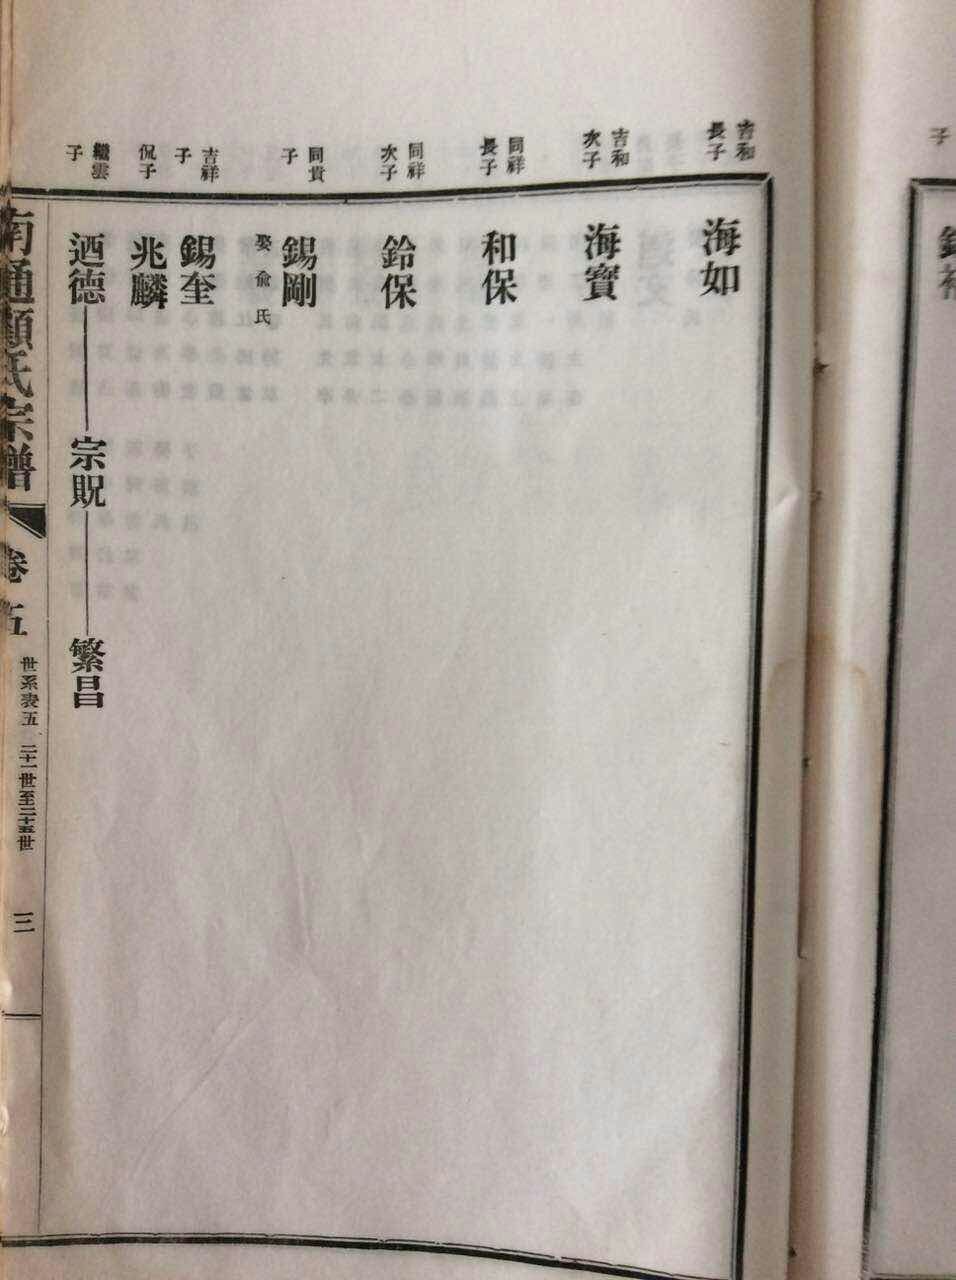 吉和
長子
海如
吉和
次子
海寶
同祥
長子
和保
同祥
次子
鈴保
同貴
子
錫剛
娶俞氏
吉祥
子
錫奎
侃子
兆麟
繼雲
子
迺德
宗貺
繁昌
南通顧氏宗譜
卷五
世系表五 二十一世至二十五世
三
子